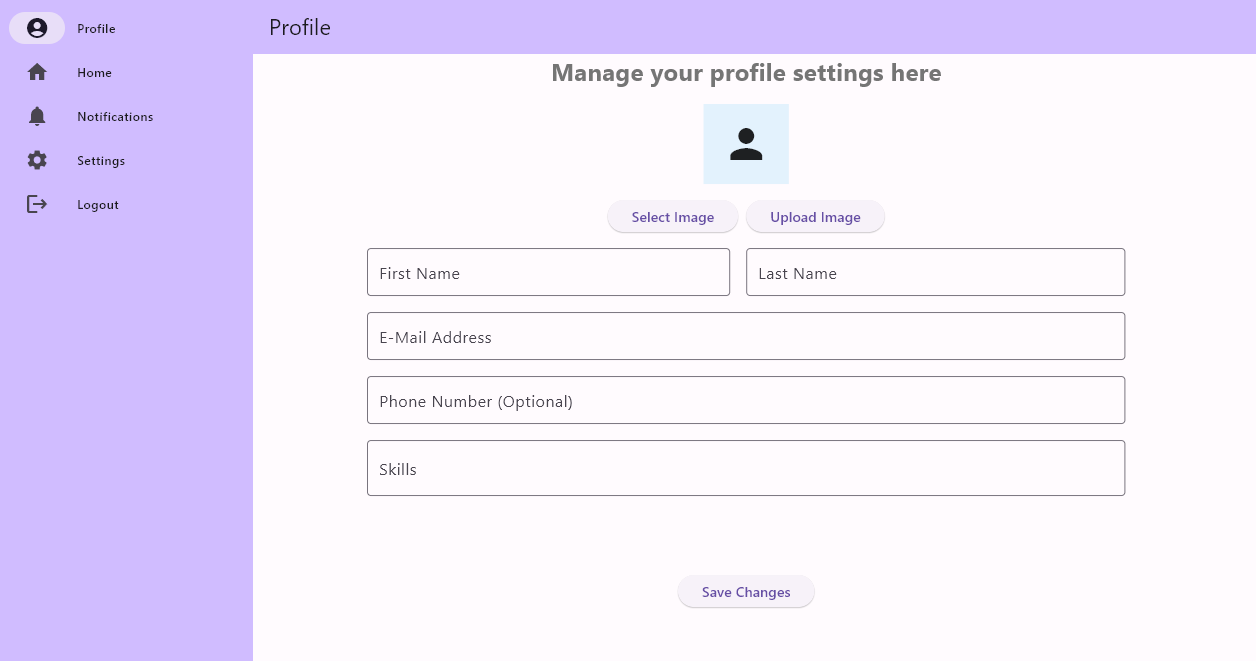 Profile
Home
Notifications
Settings
Logout
Profile
Manage your profile settings here
Select Image
Upload Image
First Name
Last Name
E-Mail Address
Phone Number (Optional)
Skills
Save Changes